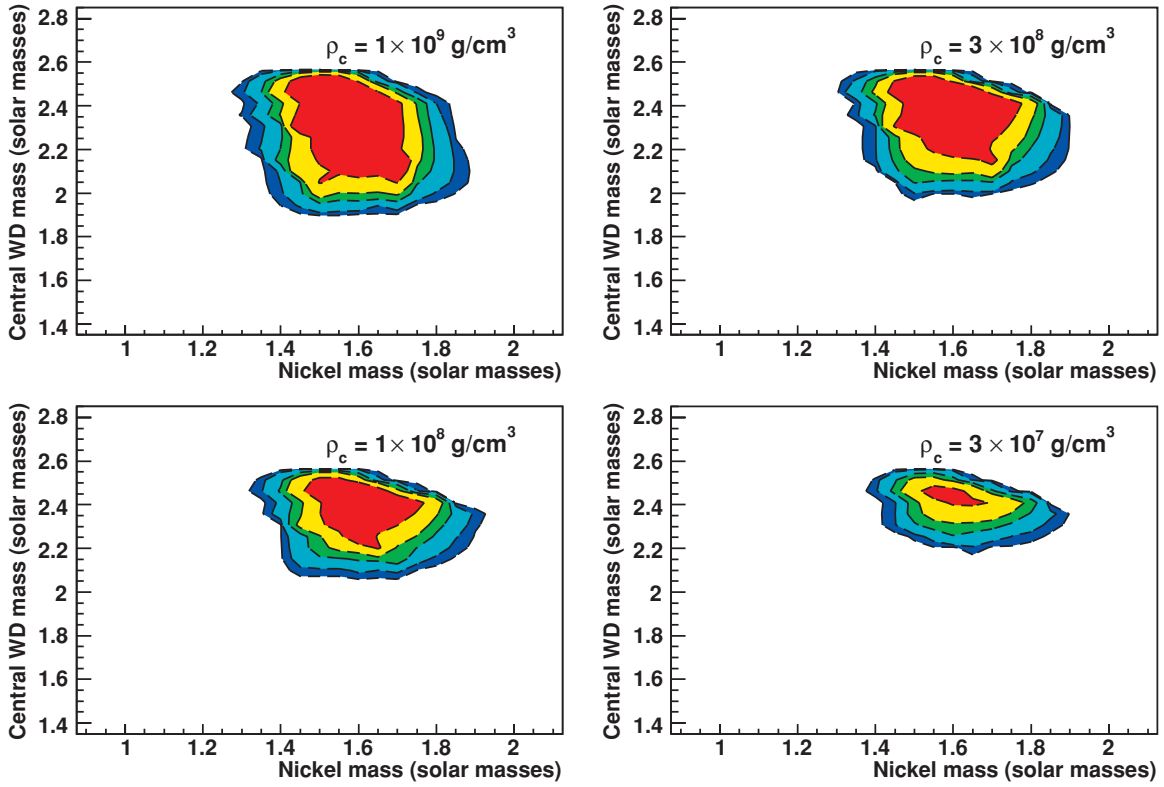 Central WD mass (solar masses)
2.8
2.6
2.4
2.2
2
1.8
1.6
1.4
ρc = 1 × 10^9 g/cm^3
1 1.2 1.4 1.6 1.8 2
Nickel mass (solar masses)
Central WD mass (solar masses)
2.8
2.6
2.4
2.2
2
1.8
1.6
1.4
ρc = 3 × 10^8 g/cm^3
1 1.2 1.4 1.6 1.8 2
Nickel mass (solar masses)
Central WD mass (solar masses)
2.8
2.6
2.4
2.2
2
1.8
1.6
1.4
ρc = 1 × 10^8 g/cm^3
1 1.2 1.4 1.6 1.8 2
Nickel mass (solar masses)
Central WD mass (solar masses)
2.8
2.6
2.4
2.2
2
1.8
1.6
1.4
ρc = 3 × 10^7 g/cm^3
1 1.2 1.4 1.6 1.8 2
Nickel mass (solar masses)